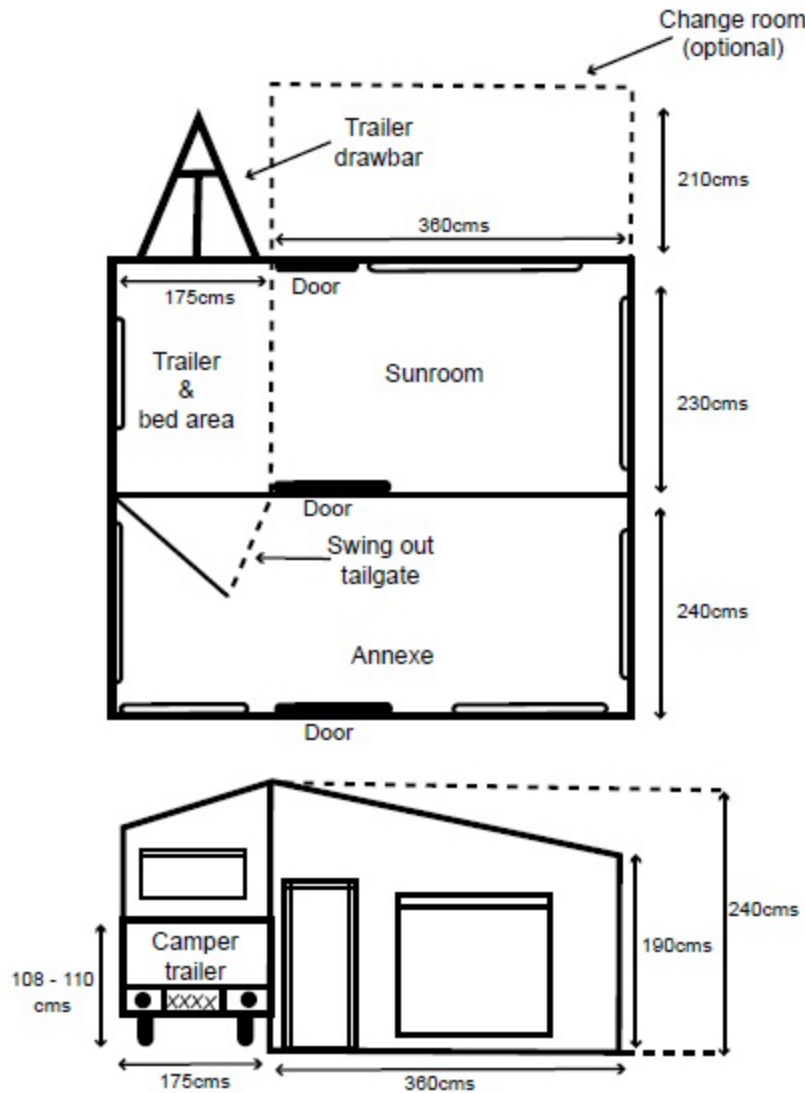 Change room
(optional)
Trailer
drawbar
210cms
360cms
175cms
Door
Trailer
&
bed area
Sunroom
230cms
Door
Swing out
tailgate
240cms
Annexe
Door
Camper
trailer
108 - 110
cms
XXXX
190cms
240cms
175cms
360cms